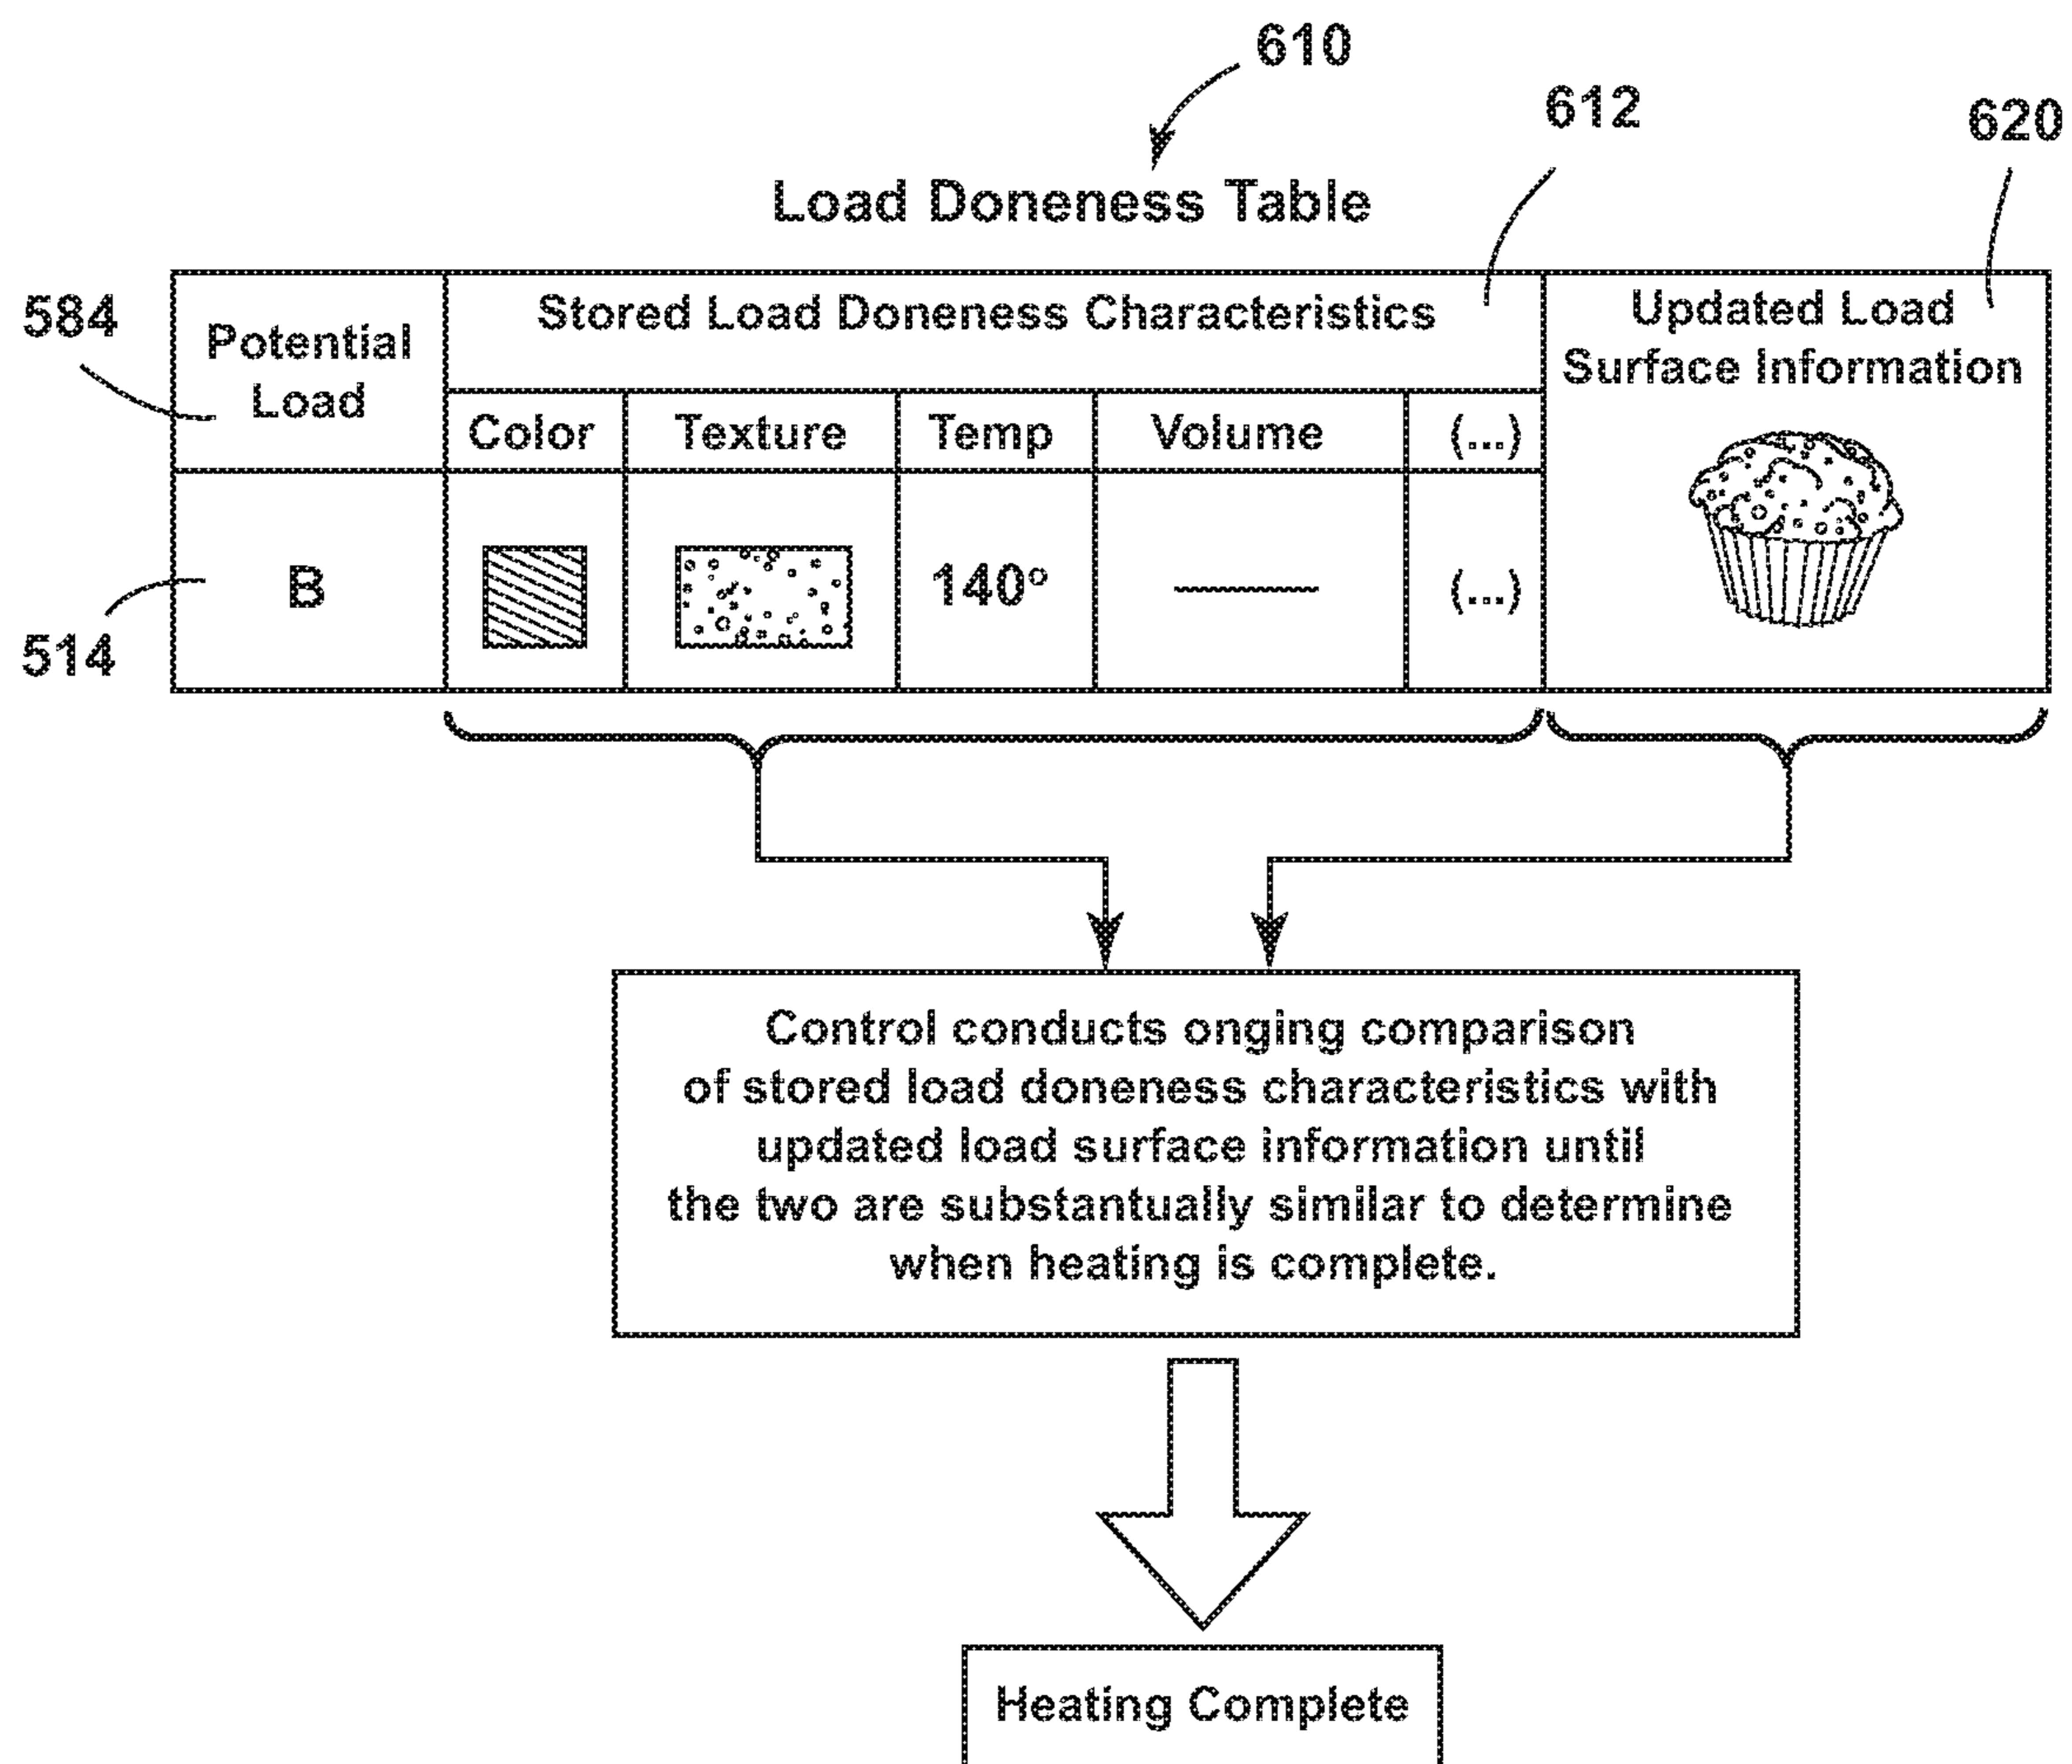 610
612
620
Load Doneness Table
584
Potential
Load
Stored Load Doneness Characteristics
Updated Load
Surface Information
Color Texture Temp Volume (...)
B 140° (...)
514
Control conducts onging comparison
of stored load doneness characteristics with
updated load surface information until
the two are substantually similar to determine
when heating is complete.
Heating Complete